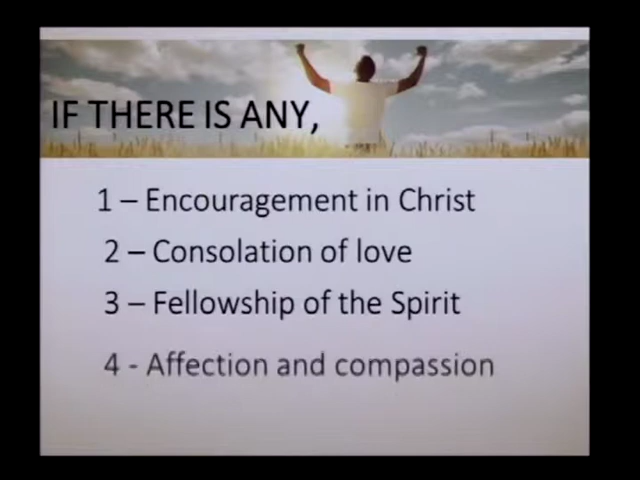 IF THERE IS ANY,
1 – Encouragement in Christ
2 – Consolation of love
3 – Fellowship of the Spirit
4 - Affection and compassion